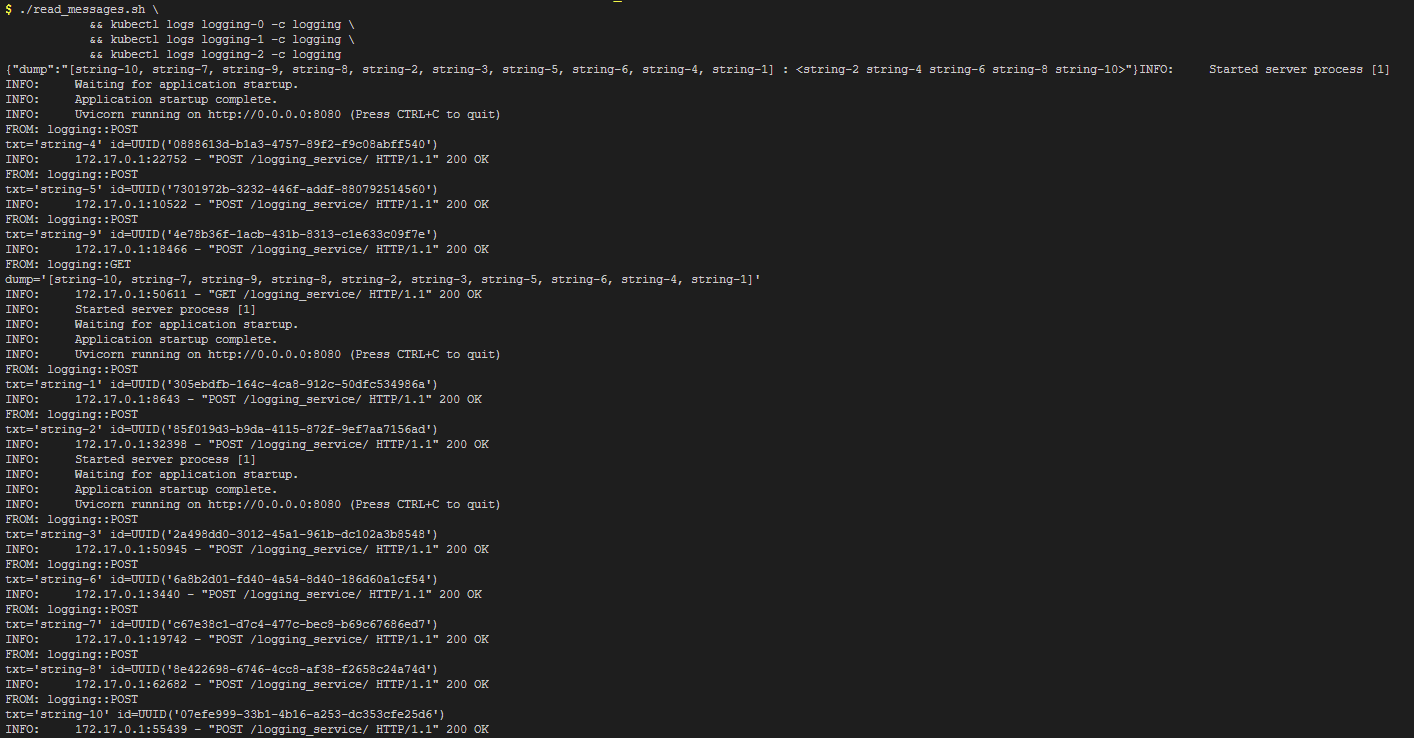 $ ./read_messages.sh \
&& kubectl logs logging-0 -c logging \
&& kubectl logs logging-1 -c logging \
&& kubectl logs logging-2 -c logging
{"dump":"[string-10, string-7, string-9, string-8, string-2, string-3, string-5, string-6, string-4, string-1] : <string-2 string-4 string-6 string-8 string-10>"}INFO:     Started server process [1]
INFO:     Waiting for application startup.
INFO:     Application startup complete.
INFO:     Uvicorn running on http://0.0.0.0:8080 (Press CTRL+C to quit)
FROM: logging::POST
txt='string-4' id=UUID('0888613d-b1a3-4757-89f2-f9c08abff540')
INFO:     172.17.0.1:22752 - "POST /logging_service/ HTTP/1.1" 200 OK
FROM: logging::POST
txt='string-5' id=UUID('7301972b-3232-446f-addf-880792514560')
INFO:     172.17.0.1:10522 - "POST /logging_service/ HTTP/1.1" 200 OK
FROM: logging::POST
txt='string-9' id=UUID('4e78b36f-1acb-431b-8313-c1e633c09f7e')
INFO:     172.17.0.1:18466 - "POST /logging_service/ HTTP/1.1" 200 OK
FROM: logging::GET
dump='[string-10, string-7, string-9, string-8, string-2, string-3, string-5, string-6, string-4, string-1]'
INFO:     172.17.0.1:50611 - "GET /logging_service/ HTTP/1.1" 200 OK
INFO:     Started server process [1]
INFO:     Waiting for application startup.
INFO:     Application startup complete.
INFO:     Uvicorn running on http://0.0.0.0:8080 (Press CTRL+C to quit)
FROM: logging::POST
txt='string-1' id=UUID('305ebdfb-164c-4ca8-912c-50dfc534986a')
INFO:     172.17.0.1:8643 - "POST /logging_service/ HTTP/1.1" 200 OK
FROM: logging::POST
txt='string-2' id=UUID('85f019d3-b9da-4115-872f-9ef7aa7156ad')
INFO:     172.17.0.1:32398 - "POST /logging_service/ HTTP/1.1" 200 OK
INFO:     Started server process [1]
INFO:     Waiting for application startup.
INFO:     Application startup complete.
INFO:     Uvicorn running on http://0.0.0.0:8080 (Press CTRL+C to quit)
FROM: logging::POST
txt='string-3' id=UUID('2a498dd0-3012-45a1-961b-dc102a3b8548')
INFO:     172.17.0.1:50945 - "POST /logging_service/ HTTP/1.1" 200 OK
FROM: logging::POST
txt='string-6' id=UUID('6a8b2d01-fd40-4a54-8d40-186d60a1cf54')
INFO:     172.17.0.1:3440 - "POST /logging_service/ HTTP/1.1" 200 OK
FROM: logging::POST
txt='string-7' id=UUID('c67e38c1-d7c4-477c-bec8-b69c67686ed7')
INFO:     172.17.0.1:19742 - "POST /logging_service/ HTTP/1.1" 200 OK
FROM: logging::POST
txt='string-8' id=UUID('8e422698-6746-4cc8-af38-f2658c24a74d')
INFO:     172.17.0.1:62682 - "POST /logging_service/ HTTP/1.1" 200 OK
FROM: logging::POST
txt='string-10' id=UUID('07efe999-33b1-4b16-a253-dc353cfe25d6')
INFO:     172.17.0.1:55439 - "POST /logging_service/ HTTP/1.1" 200 OK